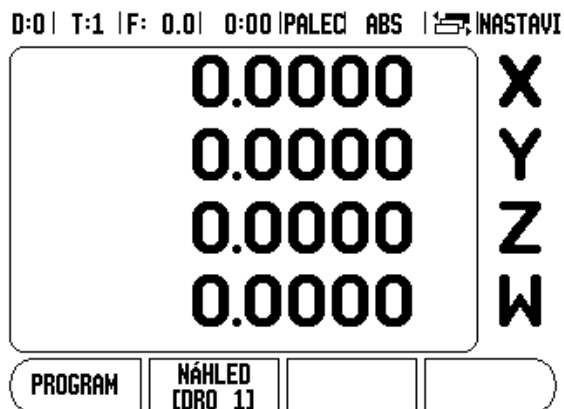 D:0 | T:1 | F: 0.0 | 0:00 | PALEC ABS | NASTAVI
0.0000 X
0.0000 Y
0.0000 Z
0.0000 W
PROGRAM NÁHLED
[DRO 1]